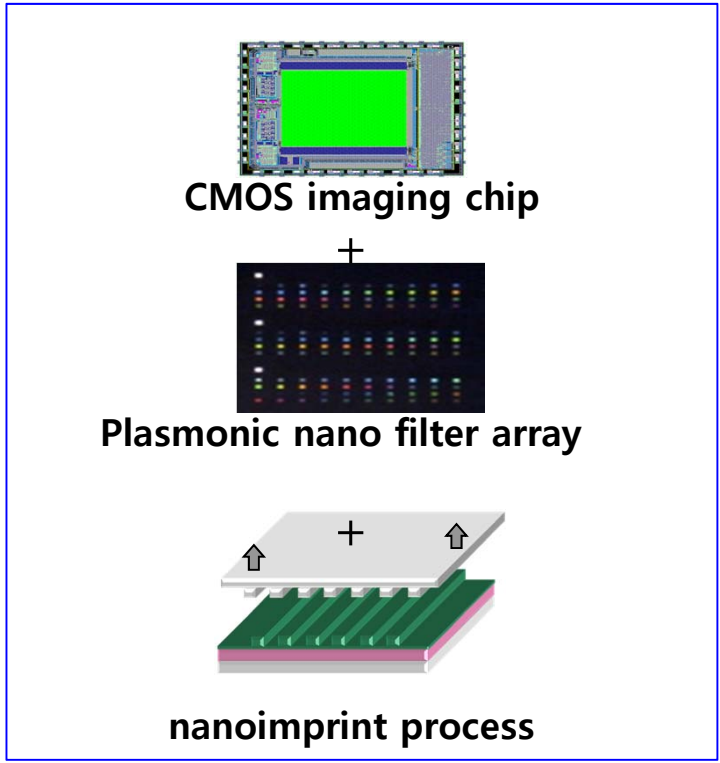 CMOS imaging chip
+
Plasmonic nano filter array
+
nanoimprint process